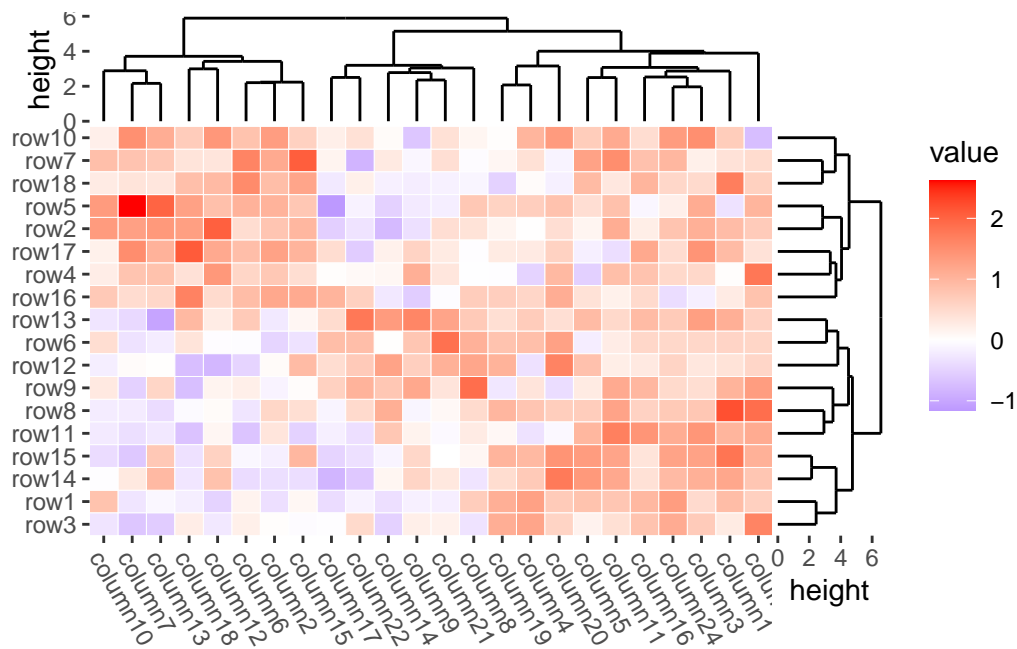 6
4
2
0
height
row10
row7
row18
row5
row2
row17
row4
row16
row13
row6
row12
row9
row8
row11
row15
row14
row1
row3
column10
column7
column13
column18
column12
column6
column2
column15
column17
column22
column14
column9
column21
column8
column19
column4
column20
column5
column11
column16
column24
column3
column1
0 2 4 6
height
value
2
1
0
−1